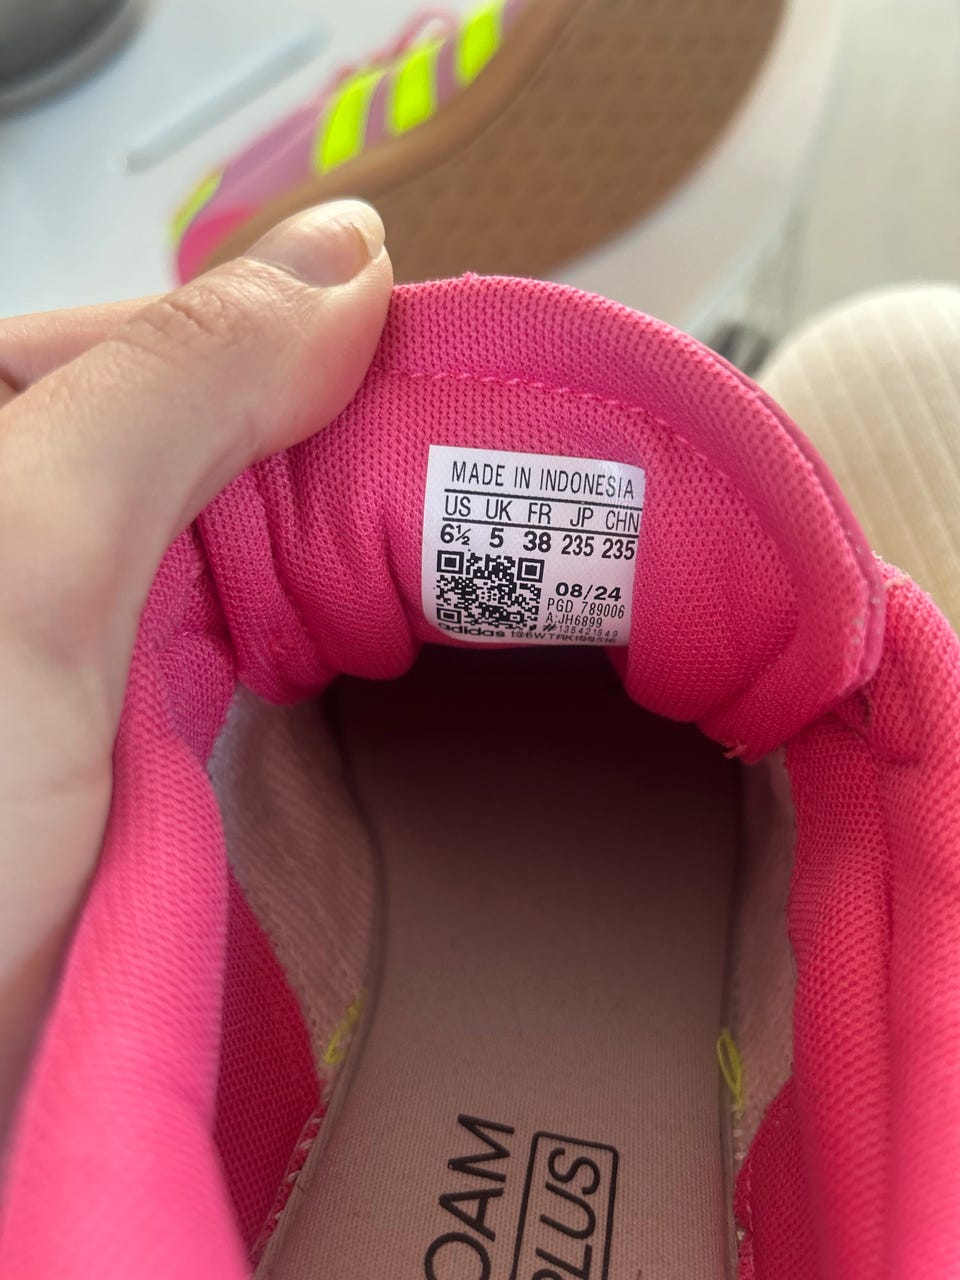 MADE IN INDONESIA
US UK FR JP CHN
6½ 5 38 235 235
08/24
PGD 789006
A:JH6899
adidas
OAM
PLUS